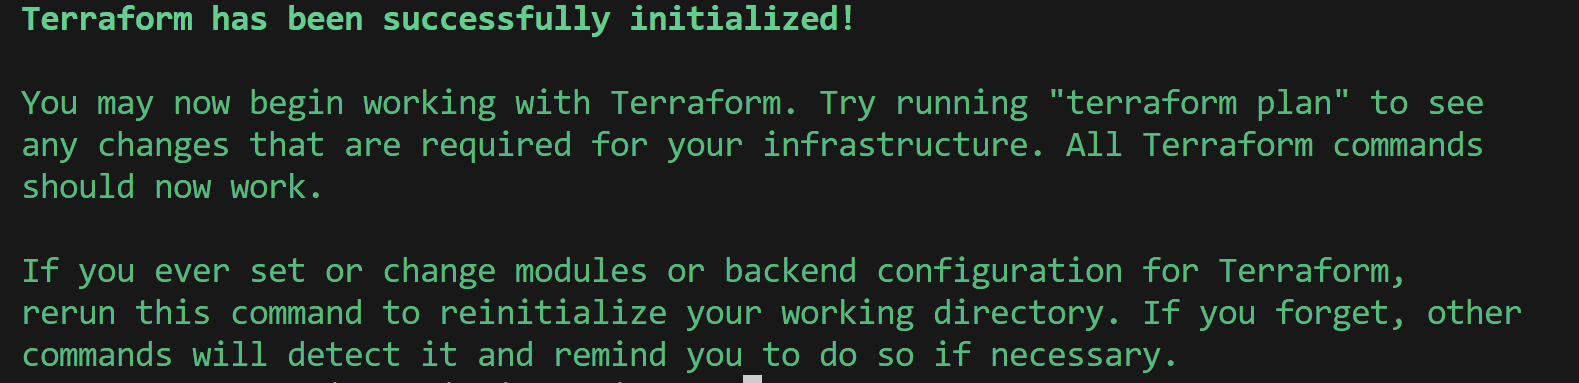 Terraform has been successfully initialized!
You may now begin working with Terraform. Try running "terraform plan" to see
any changes that are required for your infrastructure. All Terraform commands
should now work.
If you ever set or change modules or backend configuration for Terraform,
rerun this command to reinitialize your working directory. If you forget, other
commands will detect it and remind you to do so if necessary.